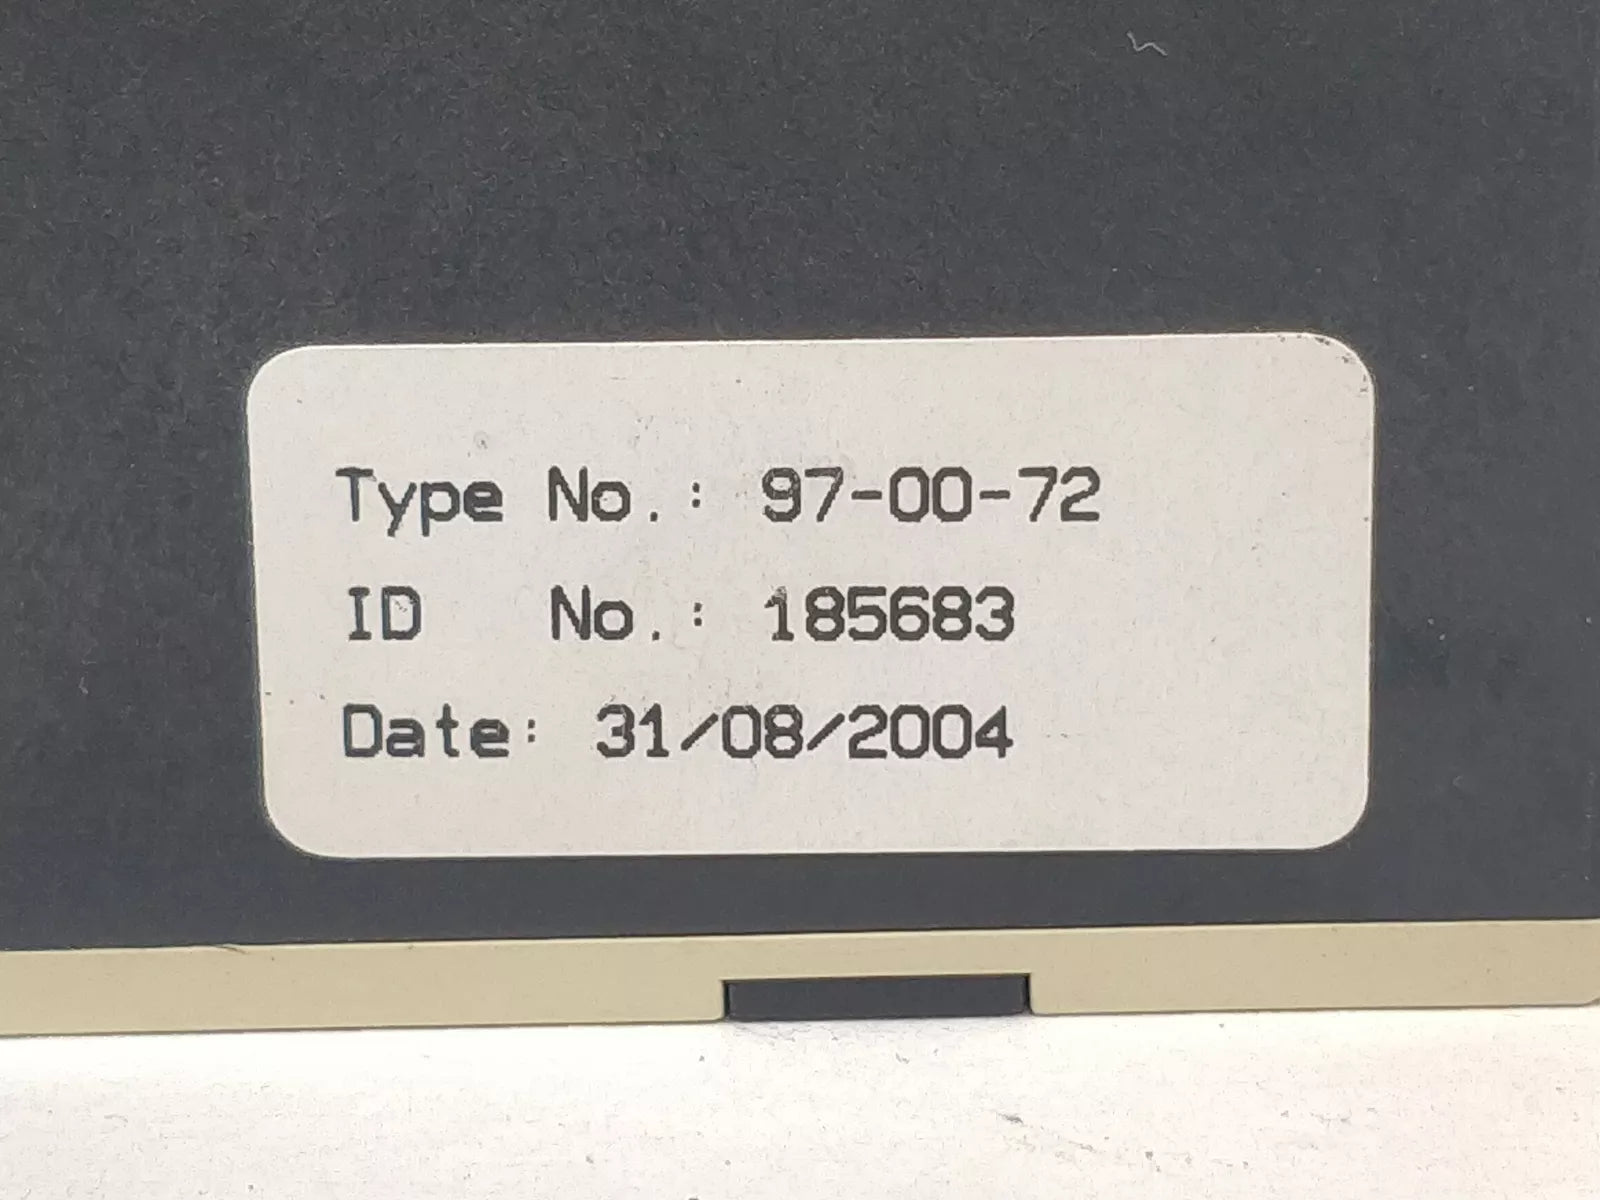 Type No.: 97-00-72
ID No.: 185683
Date: 31/08/2004